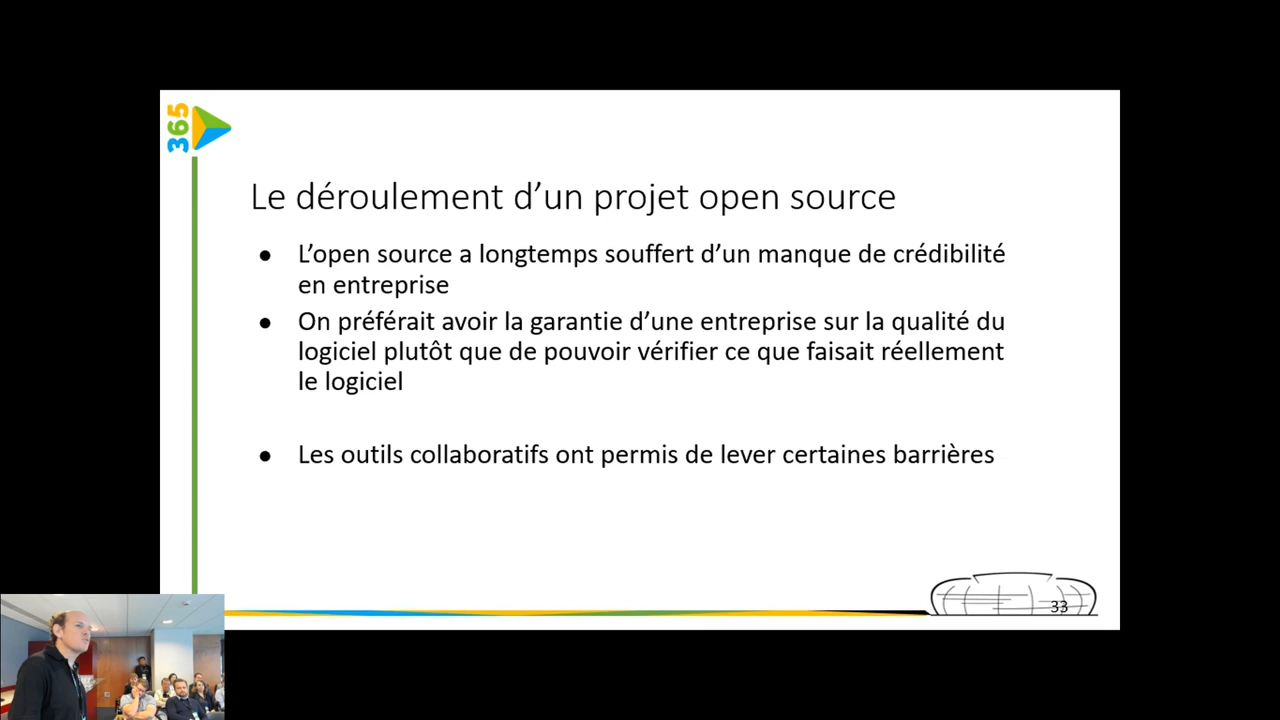 365
Le déroulement d’un projet open source
● L’open source a longtemps souffert d’un manque de crédibilité
en entreprise
● On préférait avoir la garantie d’une entreprise sur la qualité du
logiciel plutôt que de pouvoir vérifier ce que faisait réellement
le logiciel
● Les outils collaboratifs ont permis de lever certaines barrières
33